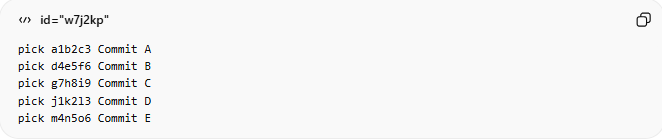 </> id="w7j2kp"
pick a1b2c3 Commit A
pick d4e5f6 Commit B
pick g7h8i9 Commit C
pick j1k2l3 Commit D
pick m4n5o6 Commit E